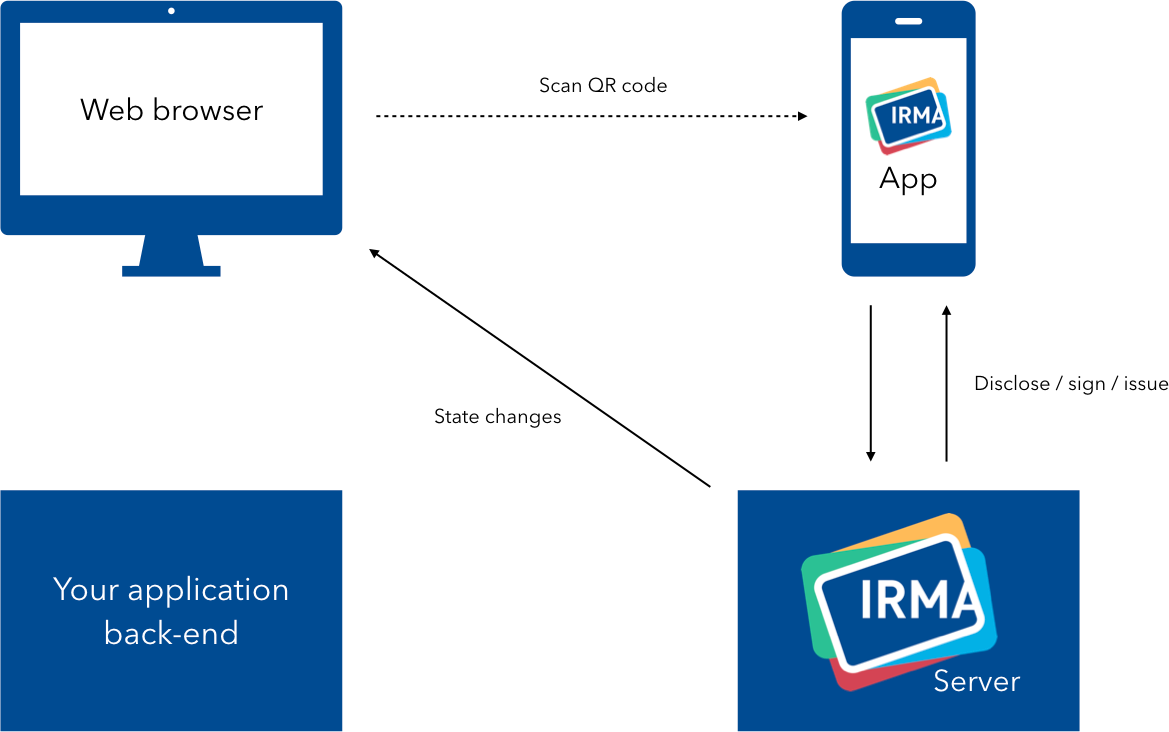 Web browser
Scan QR code
IRMA
App
Disclose / sign / issue
State changes
Your application
back-end
IRMA
Server